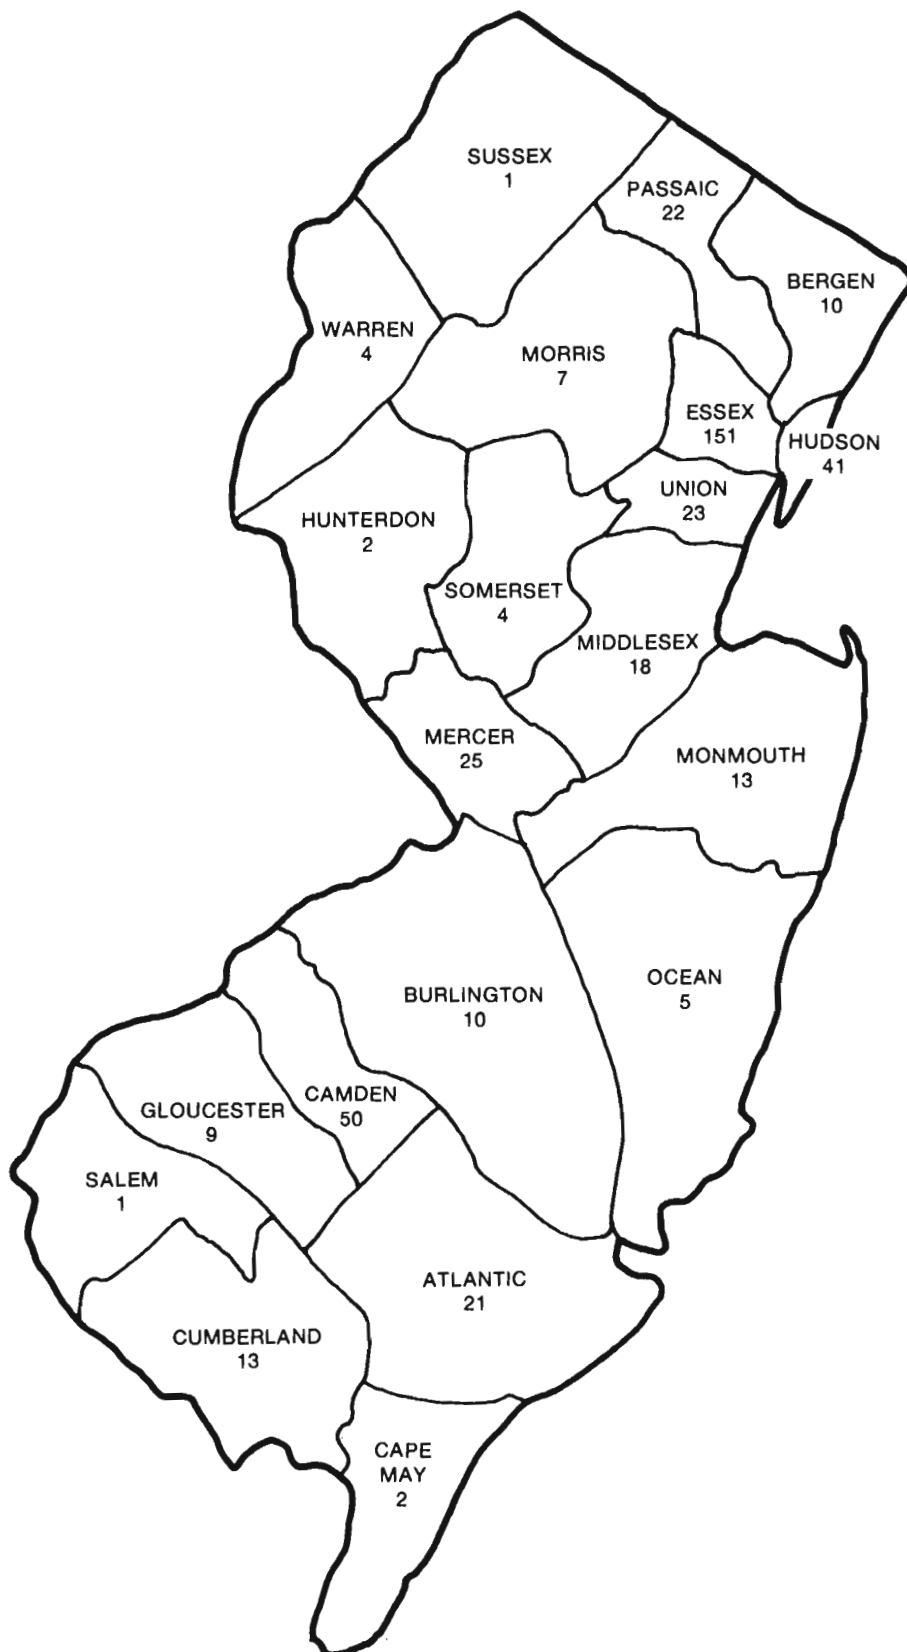 SUSSEX
1
PASSAIC
22
BERGEN
10
WARREN
4
MORRIS
7
ESSEX
151
HUDSON
41
UNION
23
HUNTERDON
2
SOMERSET
4
MIDDLESEX
18
MERCER
25
MONMOUTH
13
OCEAN
5
BURLINGTON
10
CAMDEN
50
GLOUCESTER
9
SALEM
1
ATLANTIC
21
CUMBERLAND
13
CAPE
MAY
2